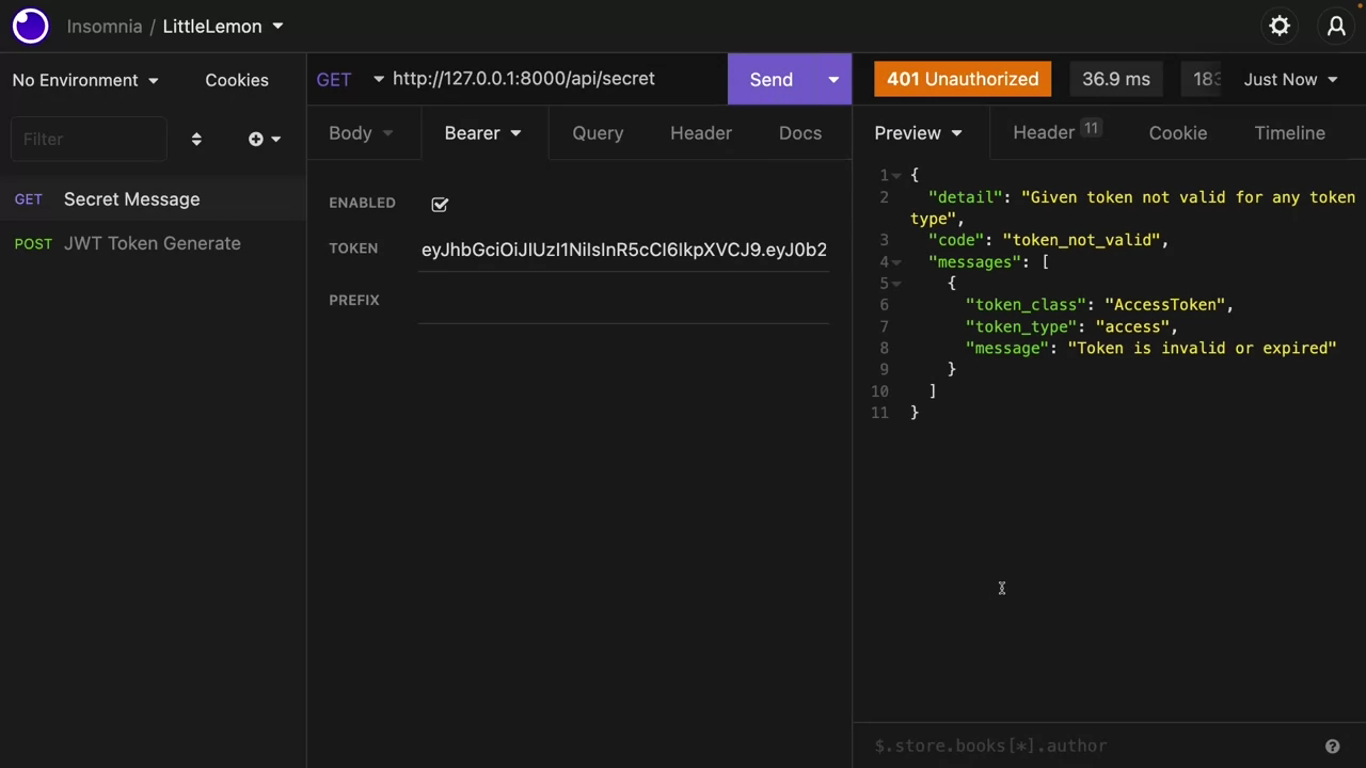 Insomnia / LittleLemon
No Environment
Cookies
GET http://127.0.0.1:8000/api/secret
Send
401 Unauthorized
36.9 ms
Just Now
Filter
Body
Bearer
Query
Header
Docs
Preview
Header 11
Cookie
Timeline
GET Secret Message
POST JWT Token Generate
ENABLED
TOKEN eyJhbGciOiJIUzI1NiIsInR5cCI6IkpXVCJ9.eyJ0b2
PREFIX
1 {
2 "detail": "Given token not valid for any token
type",
3 "code": "token_not_valid",
4 "messages": [
5 {
6 "token_class": "AccessToken",
7 "token_type": "access",
8 "message": "Token is invalid or expired"
9 }
10 ]
11 }
$.store.books[*].author